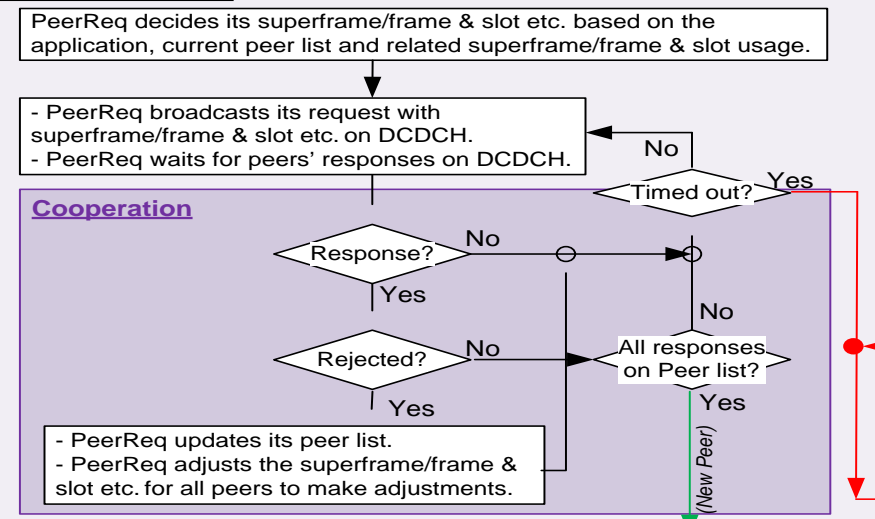 PeerReq decides its superframe/frame & slot etc. based on the
application, current peer list and related superframe/frame & slot usage.
- PeerReq broadcasts its request with
superframe/frame & slot etc. on DCDCH.
- PeerReq waits for peers' responses on DCDCH.
No
Timed out?
Yes
Cooperation
Response?
No
Yes
No
Rejected?
No
All responses
on Peer list?
Yes
Yes
- PeerReq updates its peer list.
- PeerReq adjusts the superframe/frame &
slot etc. for all peers to make adjustments.
(New Peer)